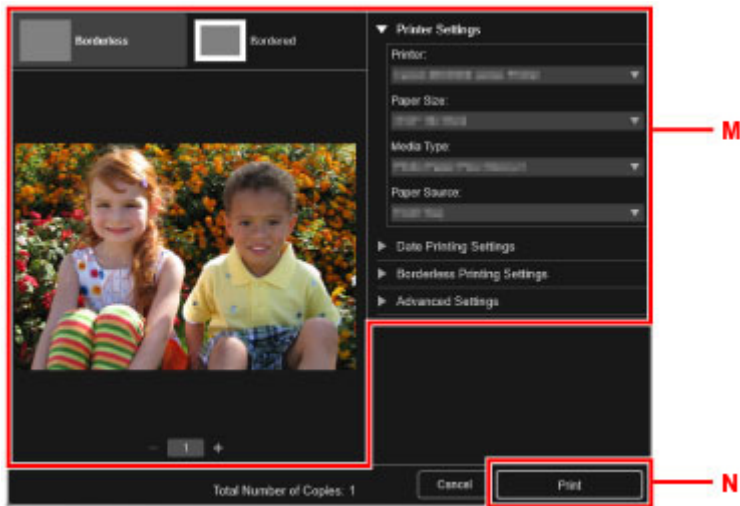 Borderless
Bordered
Printer Settings
Printer:
Paper Size:
M
Media Type:
Paper Source:
Date Printing Settings
Borderless Printing Settings
Advanced Settings
− 1 +
Total Number of Copies: 1
Cancel
Print
N